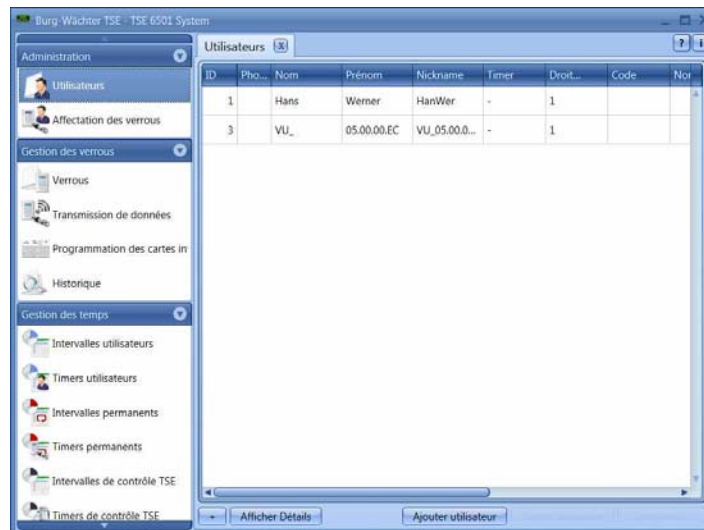 Burg-Wächter TSE - TSE 6501 System
Administration
Utilisateurs
Affectation des verrous
Gestion des verrous
Verrous
Transmission de données
Programmation des cartes in
Historique
Gestion des temps
Intervalles utilisateurs
Timers utilisateurs
Intervalles permanents
Timers permanents
Intervalles de contrôle TSE
Timers de contrôle TSE
Utilisateurs X
? i
ID Pho... Nom Prénom Nickname Timer Droit... Code Nor
1 Hans Werner HanWer - 1
3 VU_ 05.00.00.EC VU_05.00.0... - 1
- Afficher Détails Ajouter utilisateur